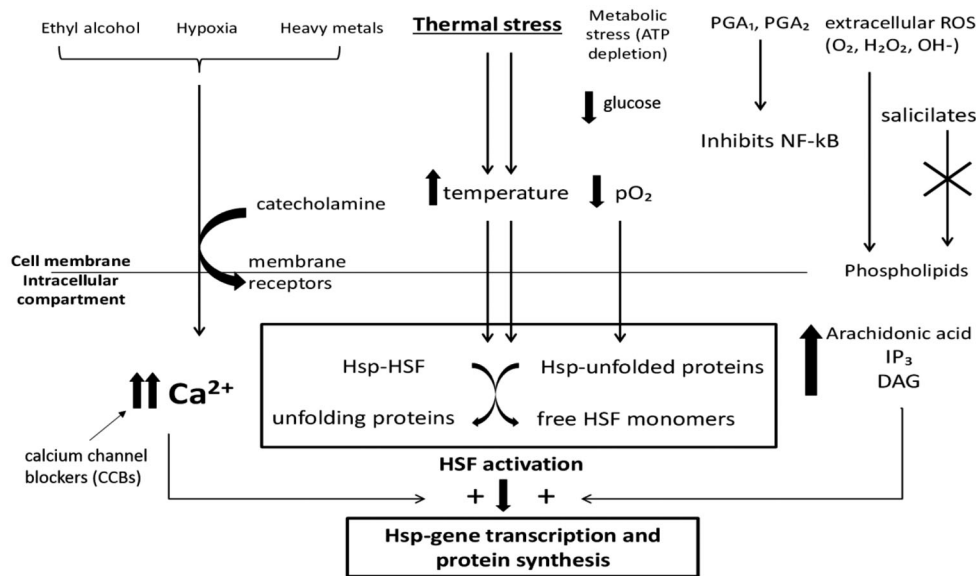 Ethyl alcohol
Hypoxia
Heavy metals
Thermal stress
Metabolic
stress (ATP
depletion)
glucose
PGA₁, PGA₂
extracellular ROS
(O₂, H₂O₂, OH-)
Inhibits NF-kB
salicilates
temperature
pO₂
catecholamine
membrane
receptors
Cell membrane
Intracellular
compartment
Phospholipids
Hsp-HSF
Hsp-unfolded proteins
unfolding proteins
free HSF monomers
Arachidonic acid
IP₃
DAG
Ca²⁺
calcium channel
blockers (CCBs)
HSF activation
+ +
Hsp-gene transcription and
protein synthesis